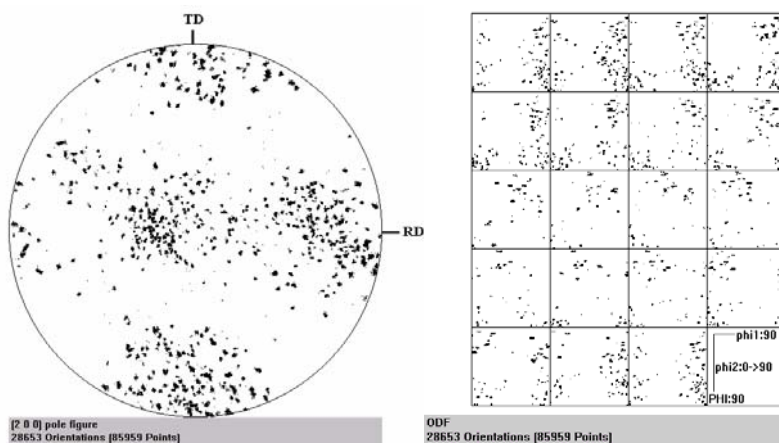 TD
RD
[2 0 0] pole figure
28653 Orientations [85959 Points]
phi1:90
phi2:0->90
PHI:90
ODF
28653 Orientations [85959 Points]